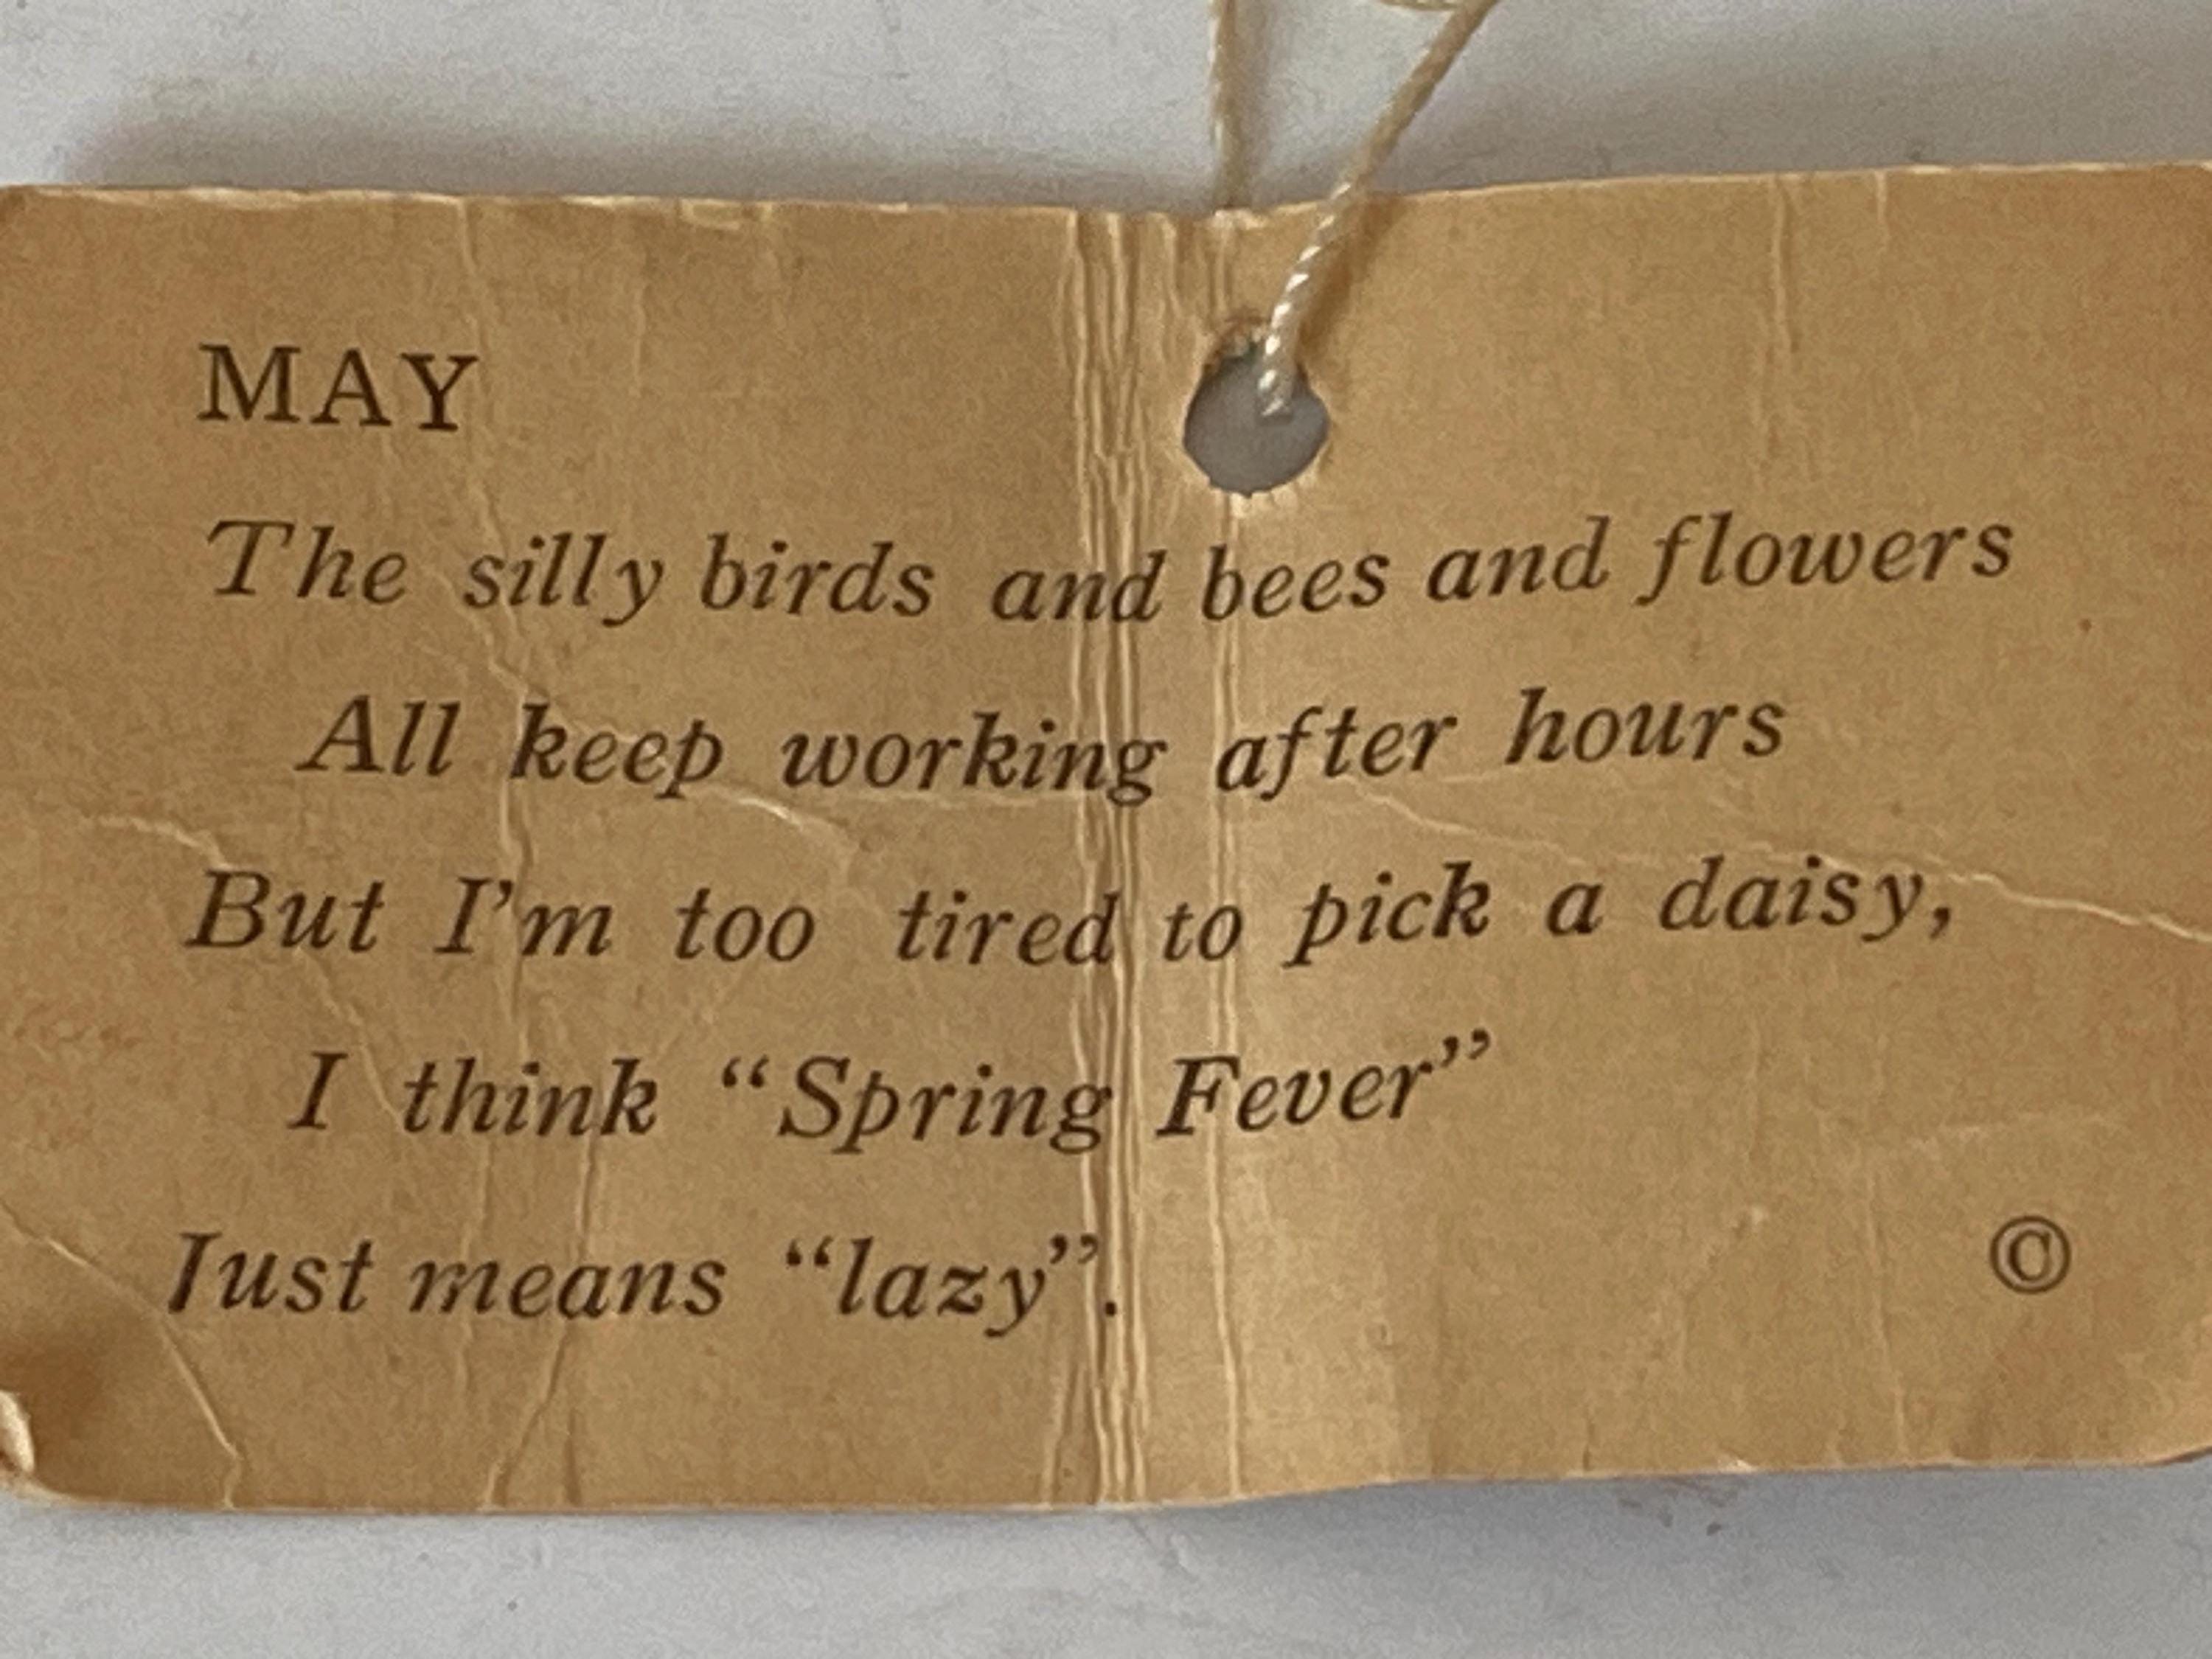 MAY
The silly birds and bees and flowers
All keep working after hours
But I'm too tired to pick a daisy,
I think “Spring Fever”
Just means “lazy”.
©